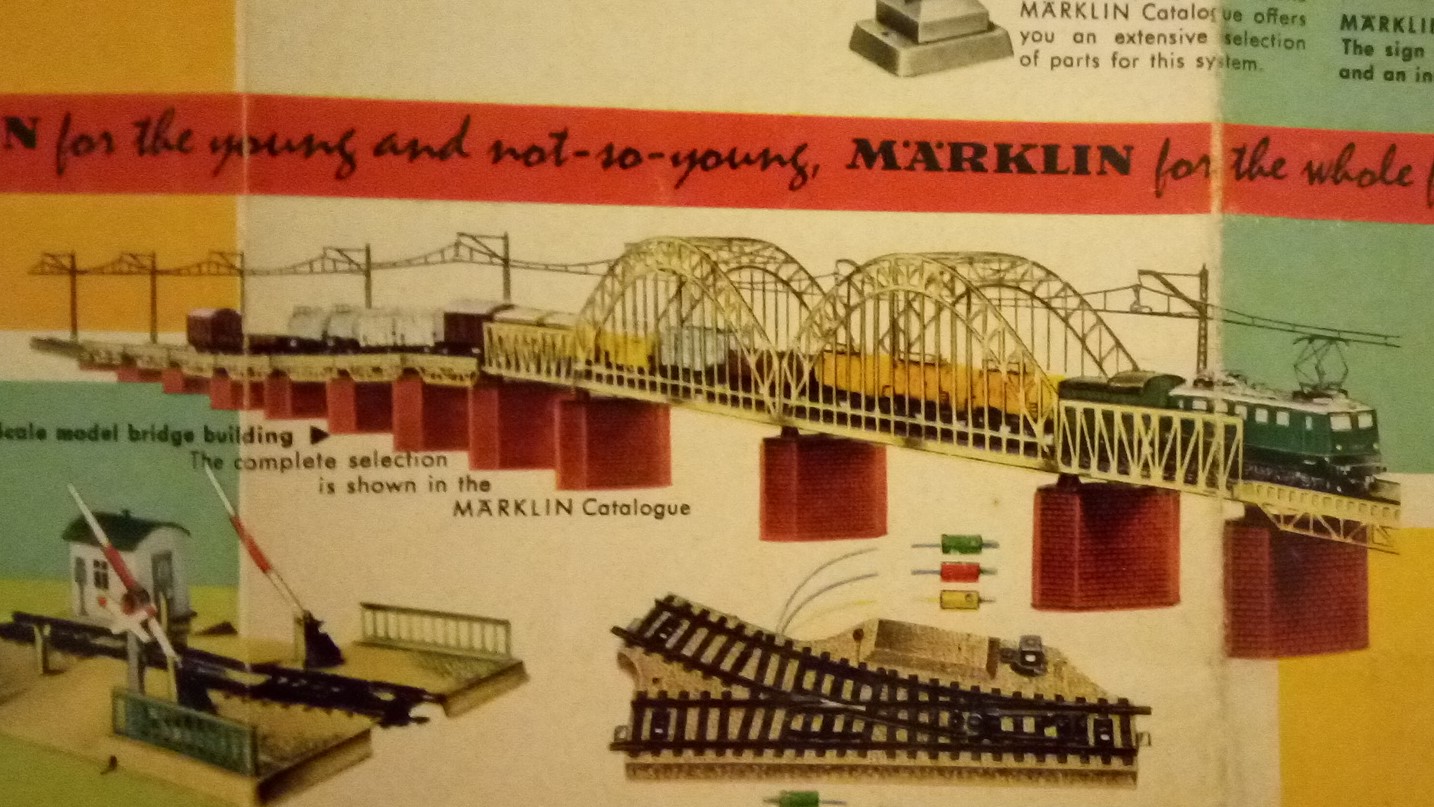 MÄRKLIN Catalogue offers
you an extensive selection
of parts for this system.
MÄRKLI
The sign
and an in
N for the young and not-so-young, MÄRKLIN for the whole
Scale model bridge building ▶
The complete selection
is shown in the
MÄRKLIN Catalogue